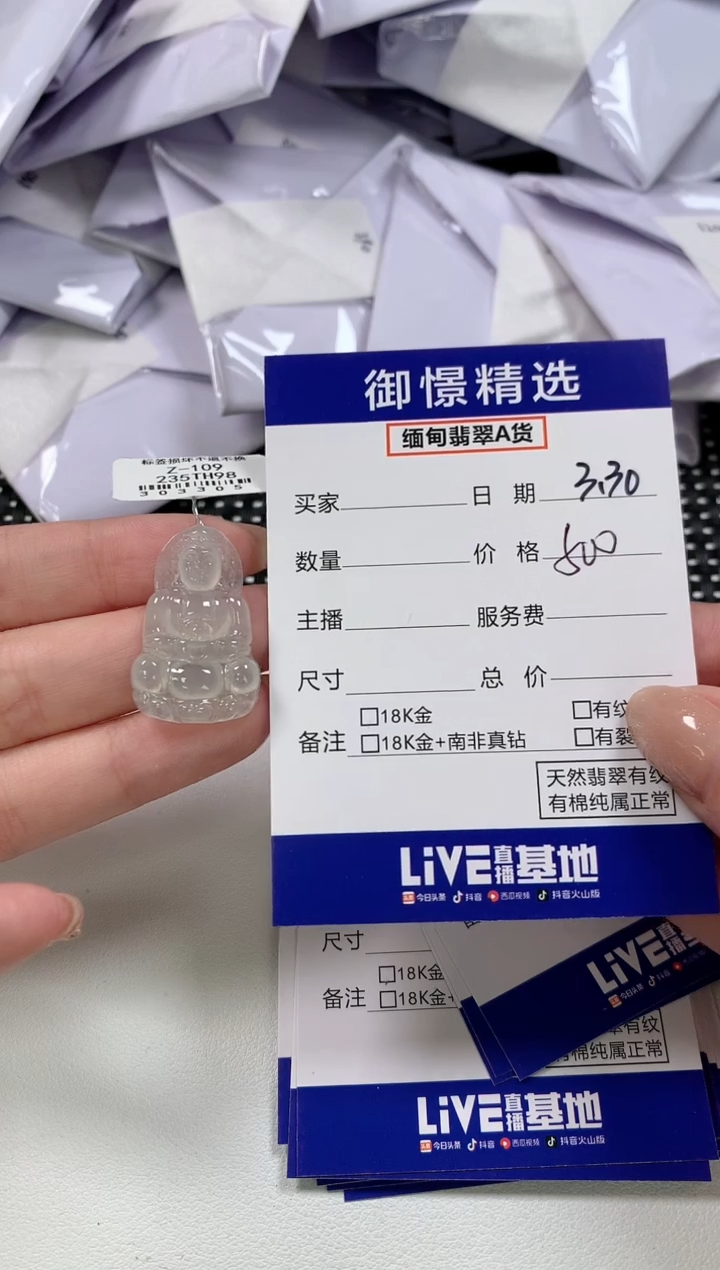 标签损坏不退不换
Z-109
235TH98
303305
御憬精选
缅甸翡翠A货
买家 日期 3.30
数量 价格 500
主播 服务费
尺寸 总价
备注 □18K金 □有纹
□18K金+南非真钻 □有裂
天然翡翠有纹
有棉纯属正常
LiVE直播基地
今日头条 抖音 西瓜视频 抖音火山版
尺寸
备注 □18K金
□18K金+
有纹
棉纯属正常
LiVE直播
今日头条 抖音
LiVE直播基地
今日头条 抖音 西瓜视频 抖音火山版